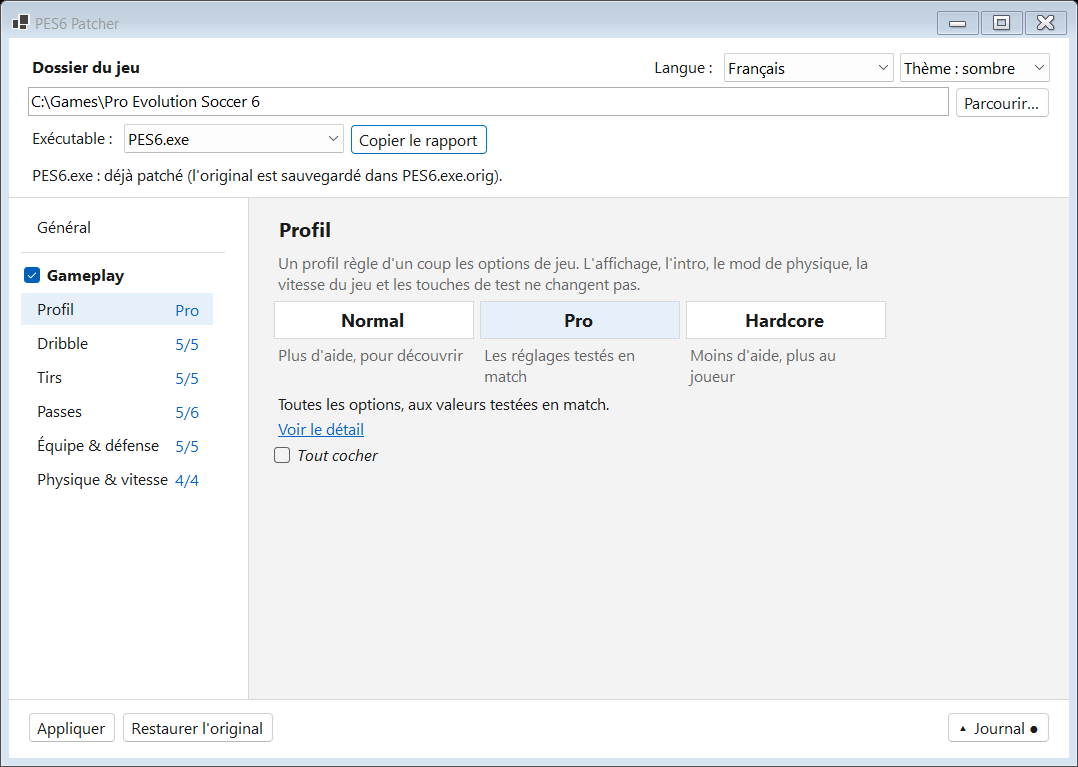 PES6 Patcher
Dossier du jeu
Langue : Français Thème : sombre
C:\Games\Pro Evolution Soccer 6 Parcourir...
Exécutable : PES6.exe Copier le rapport
PES6.exe : déjà patché (l'original est sauvegardé dans PES6.exe.orig).
Général
Gameplay
Profil Pro
Dribble 5/5
Tirs 5/5
Passes 5/6
Équipe & défense 5/5
Physique & vitesse 4/4
Profil
Un profil règle d'un coup les options de jeu. L'affichage, l'intro, le mod de physique, la
vitesse du jeu et les touches de test ne changent pas.
Normal Pro Hardcore
Plus d'aide, pour découvrir
Les réglages testés en
match
Moins d'aide, plus au
joueur
Toutes les options, aux valeurs testées en match.
Voir le détail
Tout cocher
Appliquer Restaurer l'original Journal